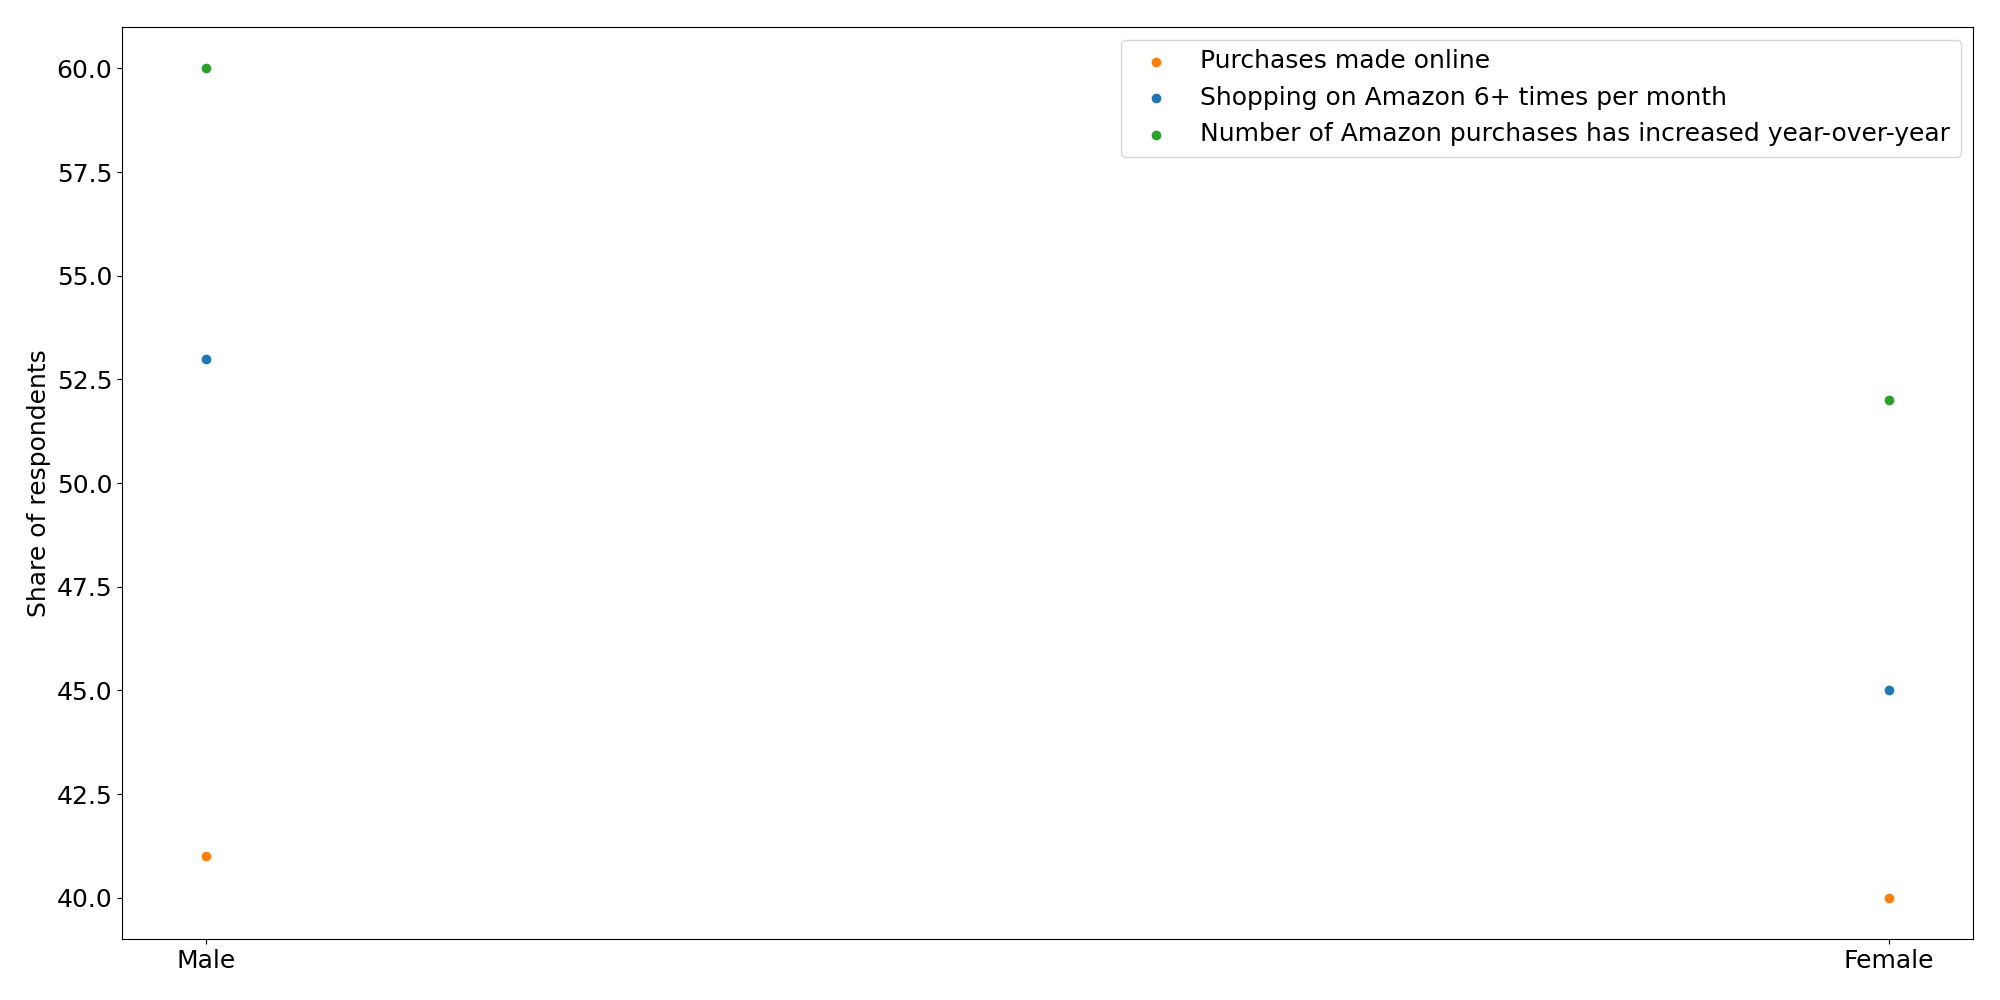 Purchases made online
Shopping on Amazon 6+ times per month
Number of Amazon purchases has increased year-over-year
Share of respondents
60.0
57.5
55.0
52.5
50.0
47.5
45.0
42.5
40.0
Male
Female